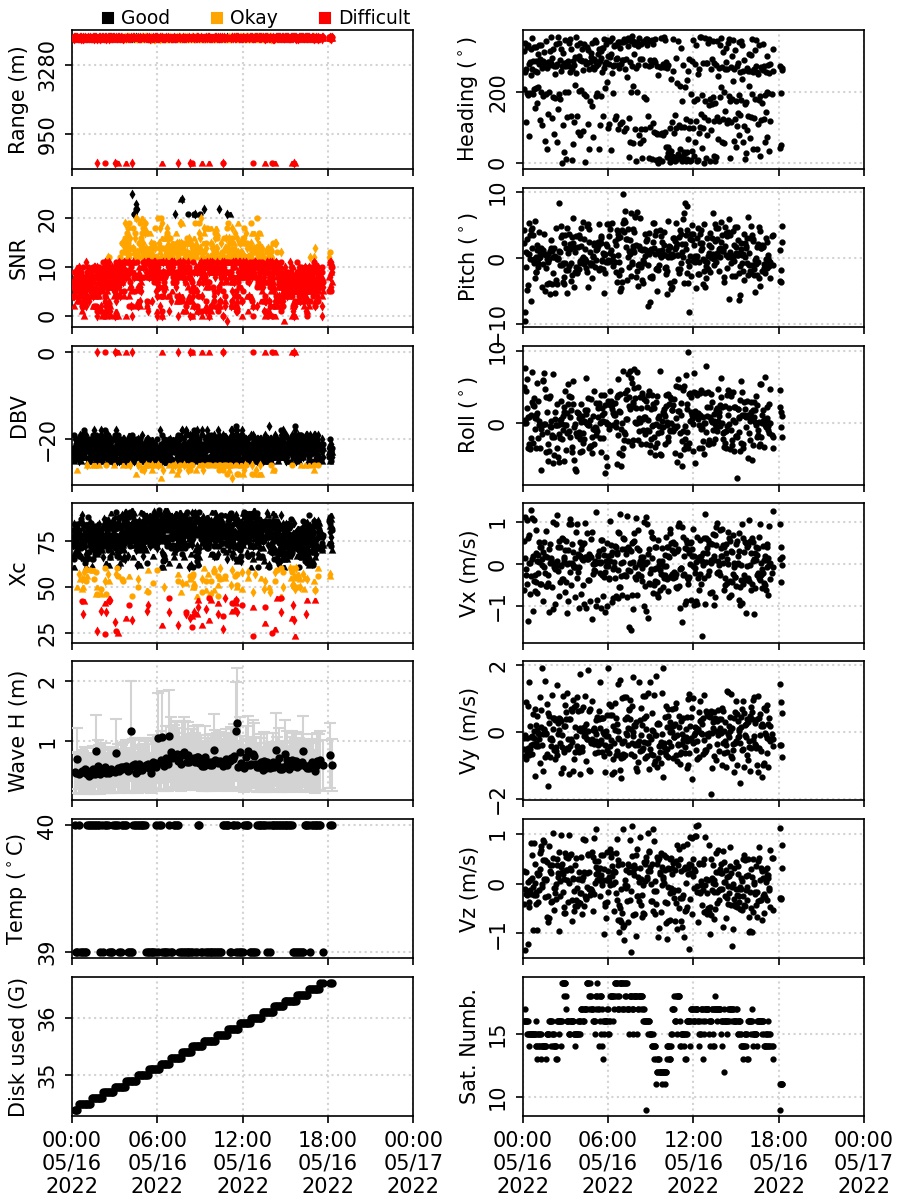 Good Okay Difficult
Range (m)
3280
950
Heading (°)
200
0
SNR
20
10
0
Pitch (°)
10
0
−10
DBV
0
−20
Roll (°)
10
0
Xc
75
50
25
Vx (m/s)
1
0
−1
Wave H (m)
2
1
Vy (m/s)
2
0
−2
Temp (°C)
40
39
Vz (m/s)
1
0
−1
Disk used (G)
36
35
Sat. Numb.
15
10
00:00 06:00 12:00 18:00 00:00
05/16 05/16 05/16 05/16 05/17
2022 2022 2022 2022 2022
00:00 06:00 12:00 18:00 00:00
05/16 05/16 05/16 05/16 05/17
2022 2022 2022 2022 2022